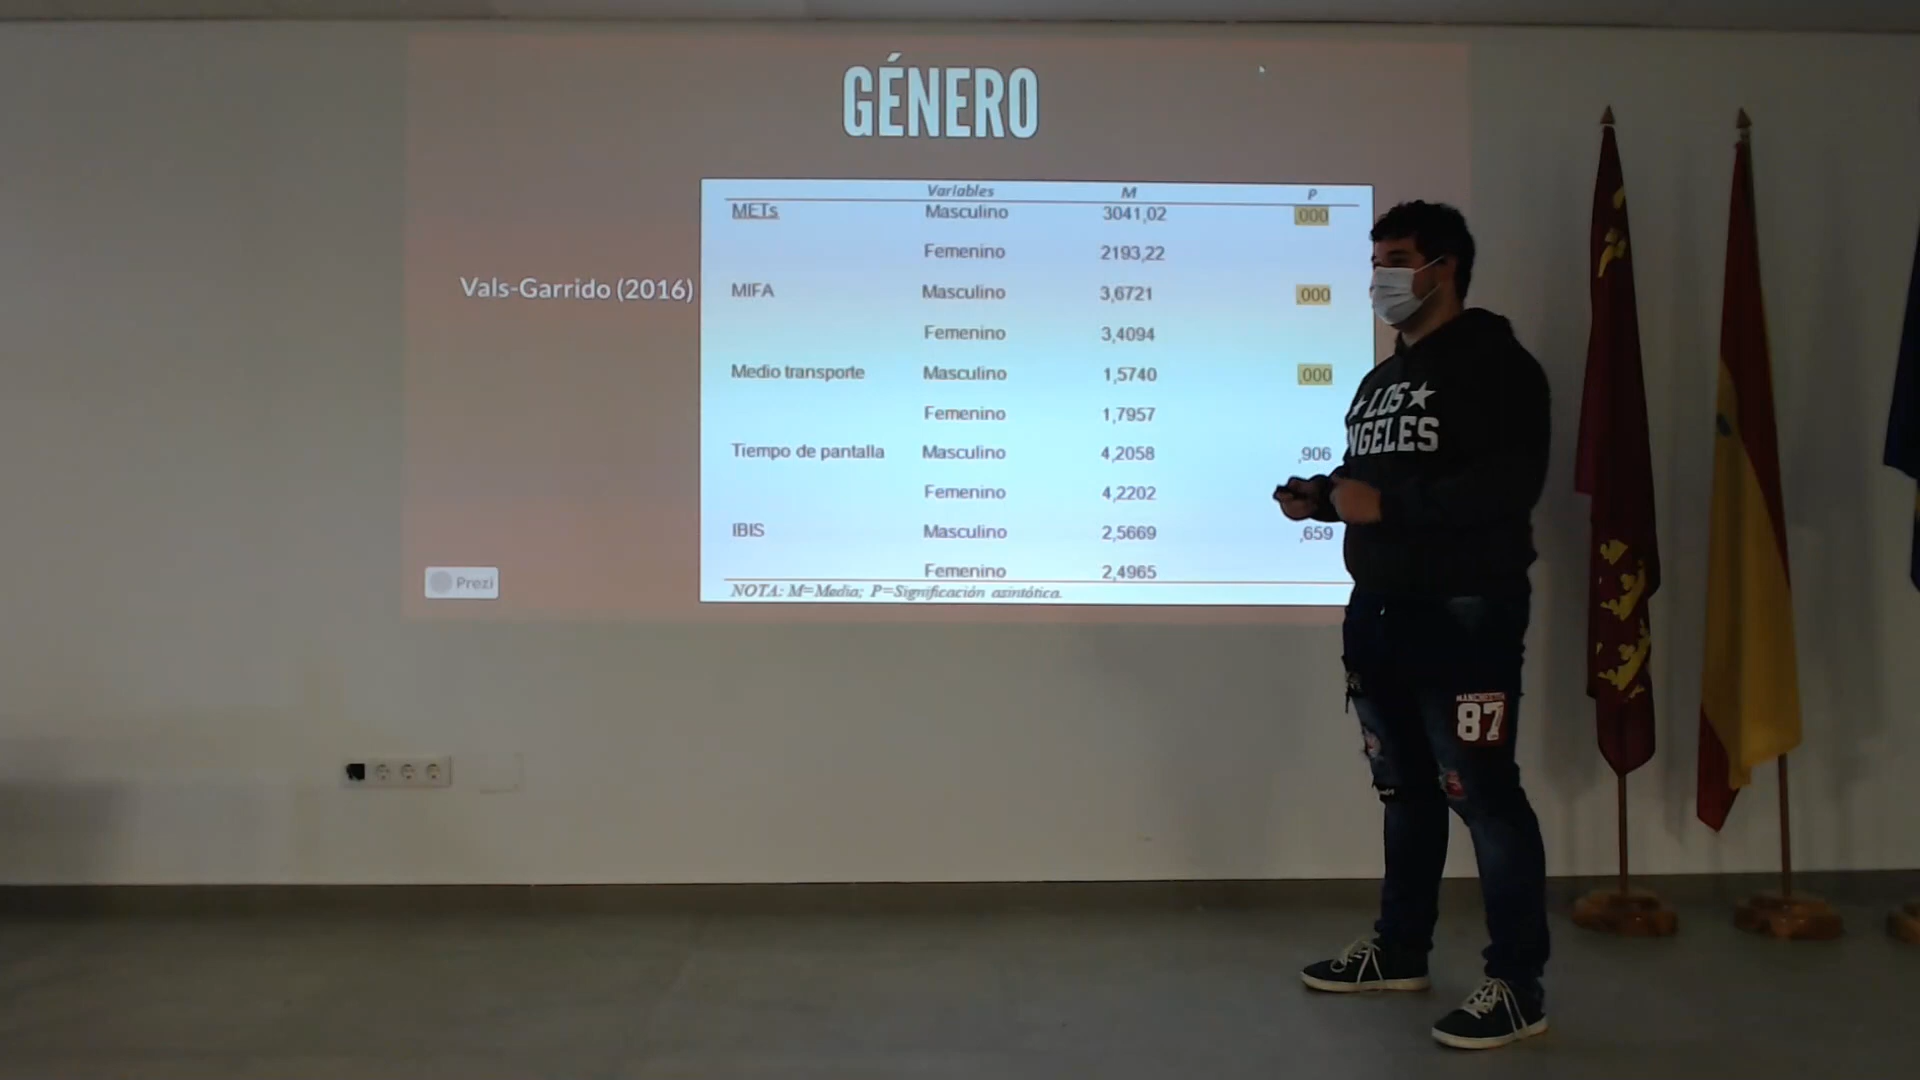 GÉNERO
Variables M P
METs Masculino 3041,02 ,000
Femenino 2193,22
Vals-Garrido (2016)
MIFA Masculino 3,6721 ,000
Femenino 3,4094
Medio transporte Masculino 1,5740 ,000
Femenino 1,7957
Tiempo de pantalla Masculino 4,2058 ,906
Femenino 4,2202
IBIS Masculino 2,5669 ,659
Femenino 2,4965
NOTA: M=Media; P=Significación asintótica.
Prezi
LOS
NGELES
87